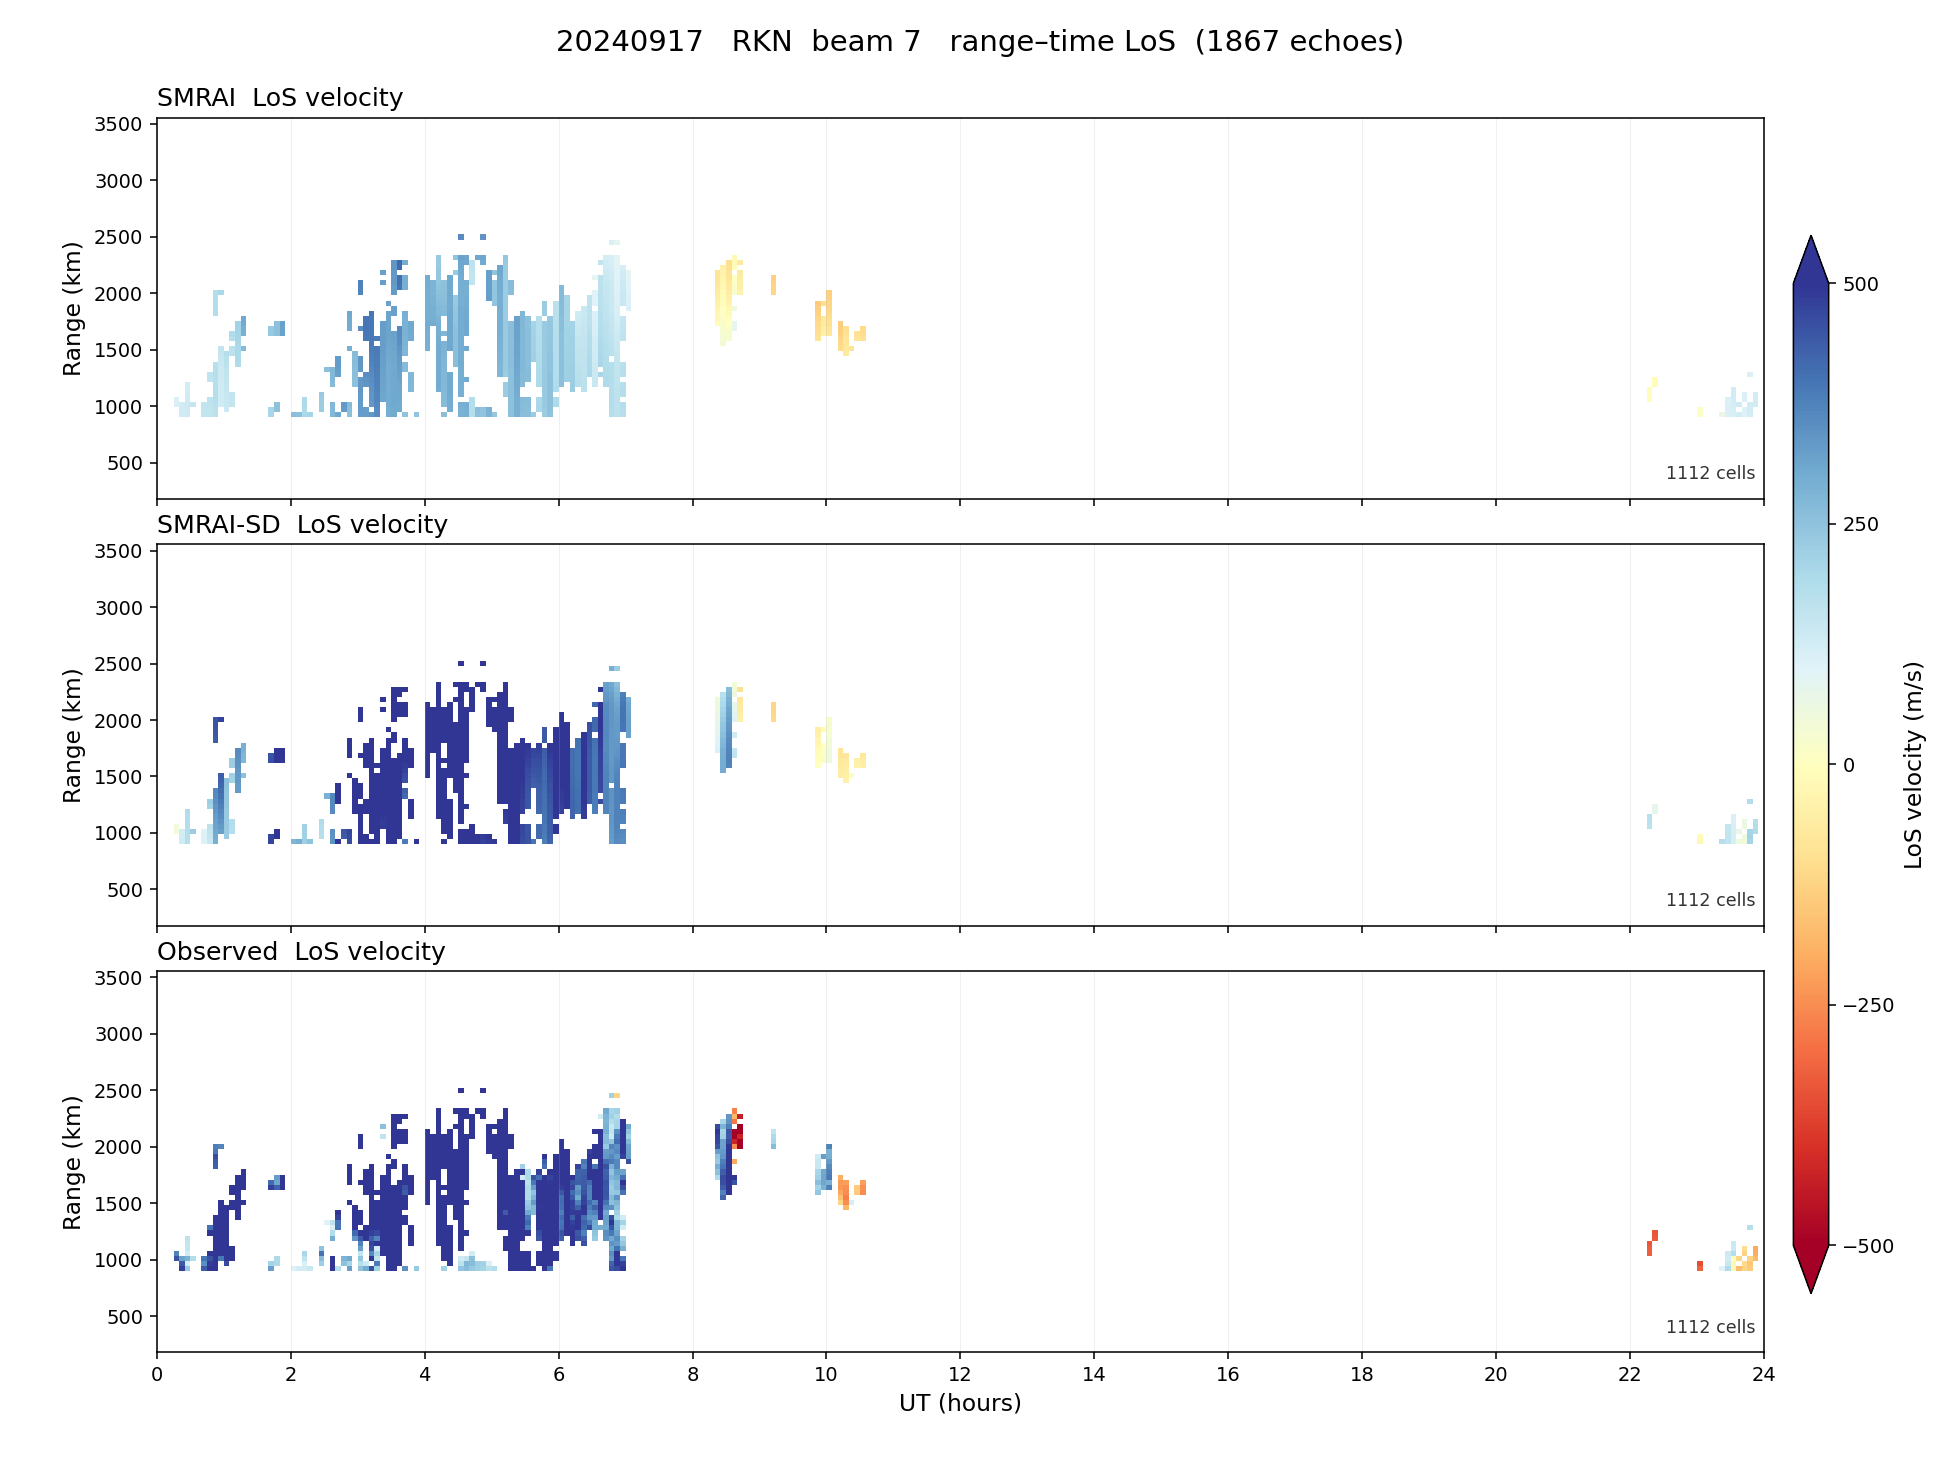 20240917   RKN  beam 7   range–time LoS  (1867 echoes)
SMRAI  LoS velocity
3500
3000
2500
2000
1500
1000
500
Range (km)
1112 cells
SMRAI-SD  LoS velocity
3500
3000
2500
2000
1500
1000
500
Range (km)
1112 cells
Observed  LoS velocity
3500
3000
2500
2000
1500
1000
500
Range (km)
1112 cells
0 2 4 6 8 10 12 14 16 18 20 22 24
UT (hours)
500
250
0
−250
−500
LoS velocity (m/s)